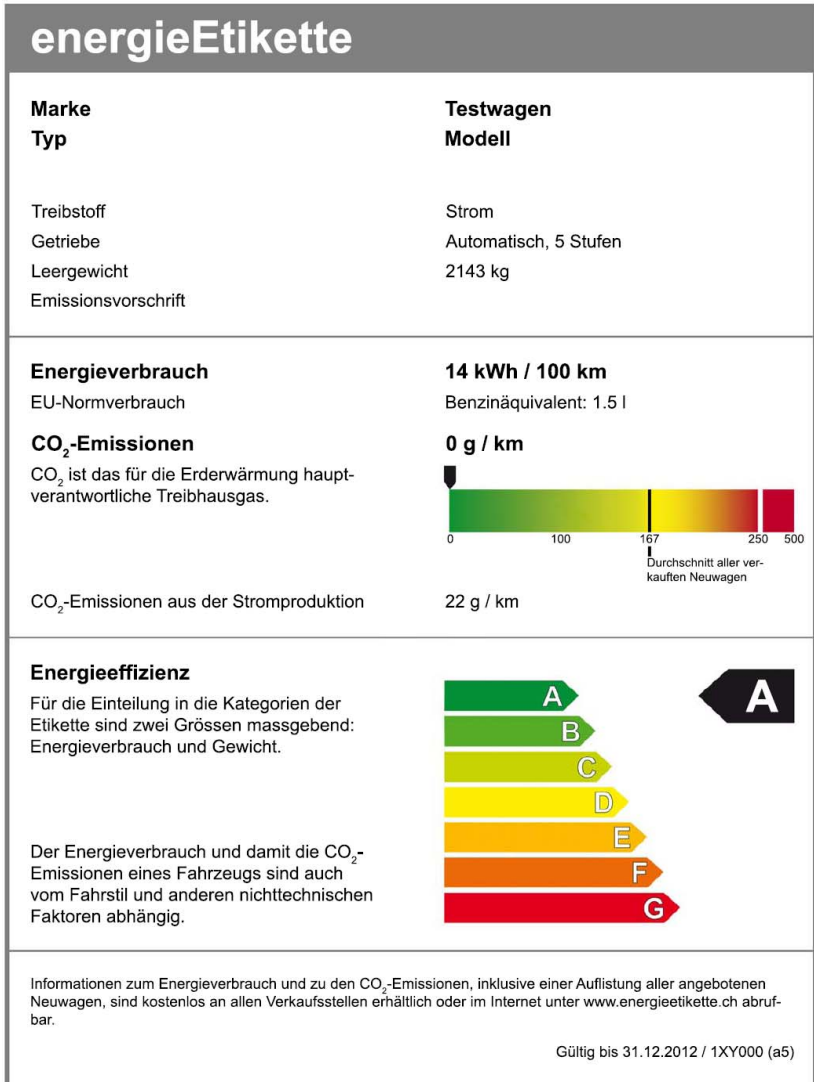 energieEtikette
Marke Testwagen
Typ Modell
Treibstoff Strom
Getriebe Automatisch, 5 Stufen
Leergewicht 2143 kg
Emissionsvorschrift
Energieverbrauch 14 kWh / 100 km
EU-Normverbrauch Benzinäquivalent: 1.5 l
CO₂-Emissionen 0 g / km
CO₂ ist das für die Erderwärmung haupt-
verantwortliche Treibhausgas.
0 100 167 250 500
Durchschnitt aller ver-
kauften Neuwagen
CO₂-Emissionen aus der Stromproduktion 22 g / km
Energieeffizienz
Für die Einteilung in die Kategorien der
Etikette sind zwei Grössen massgebend:
Energieverbrauch und Gewicht.
Der Energieverbrauch und damit die CO₂-
Emissionen eines Fahrzeugs sind auch
vom Fahrstil und anderen nichttechnischen
Faktoren abhängig.
A A
B
C
D
E
F
G
Informationen zum Energieverbrauch und zu den CO₂-Emissionen, inklusive einer Auflistung aller angebotenen
Neuwagen, sind kostenlos an allen Verkaufsstellen erhältlich oder im Internet unter www.energieetikette.ch abruf-
bar.
Gültig bis 31.12.2012 / 1XY000 (a5)